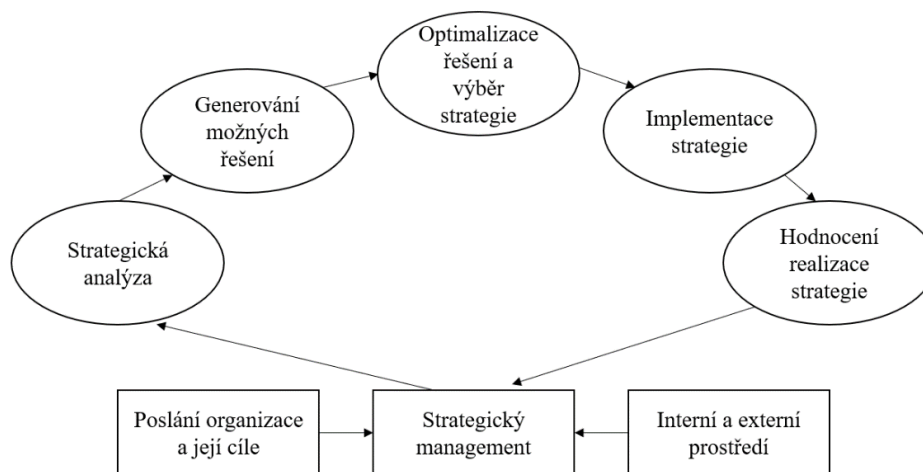 Optimalizace
řešení a
výběr
strategie
Generování
možných
řešení
Implementace
strategie
Strategická
analýza
Hodnocení
realizace
strategie
Poslání organizace
a její cíle
Strategický
management
Interní a externí
prostředí